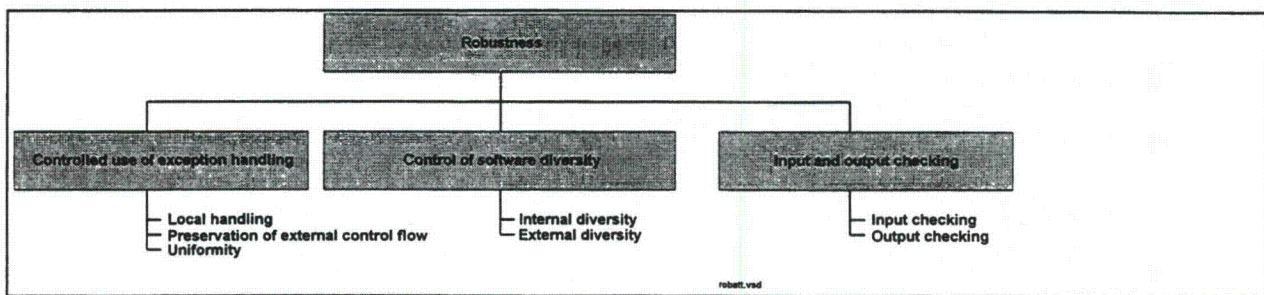 Robustness
Controlled use of exception handling
Control of software diversity
Input and output checking
Local handling
Preservation of external control flow
Uniformity
Internal diversity
External diversity
Input checking
Output checking
robatt.vsd